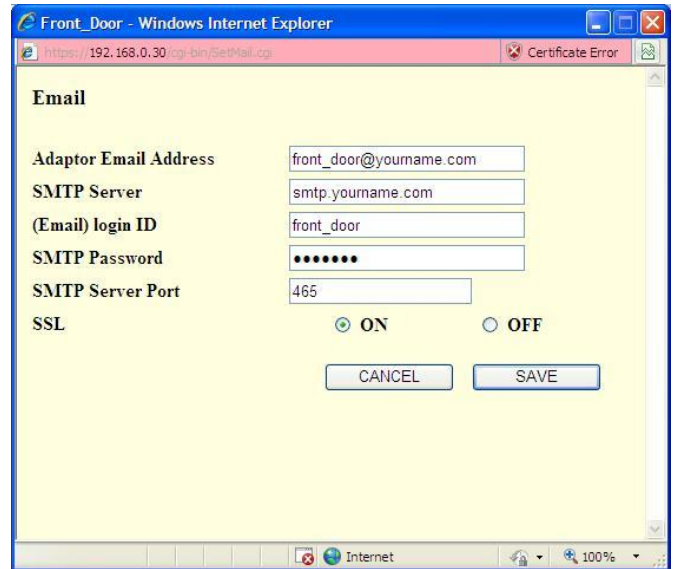 Front_Door - Windows Internet Explorer
https://192.168.0.30/cgi-bin/SetMail.cgi Certificate Error
Email
Adaptor Email Address front_door@yourname.com
SMTP Server smtp.yourname.com
(Email) login ID front_door
SMTP Password •••••••
SMTP Server Port 465
SSL ON OFF
CANCEL SAVE
Internet 100%